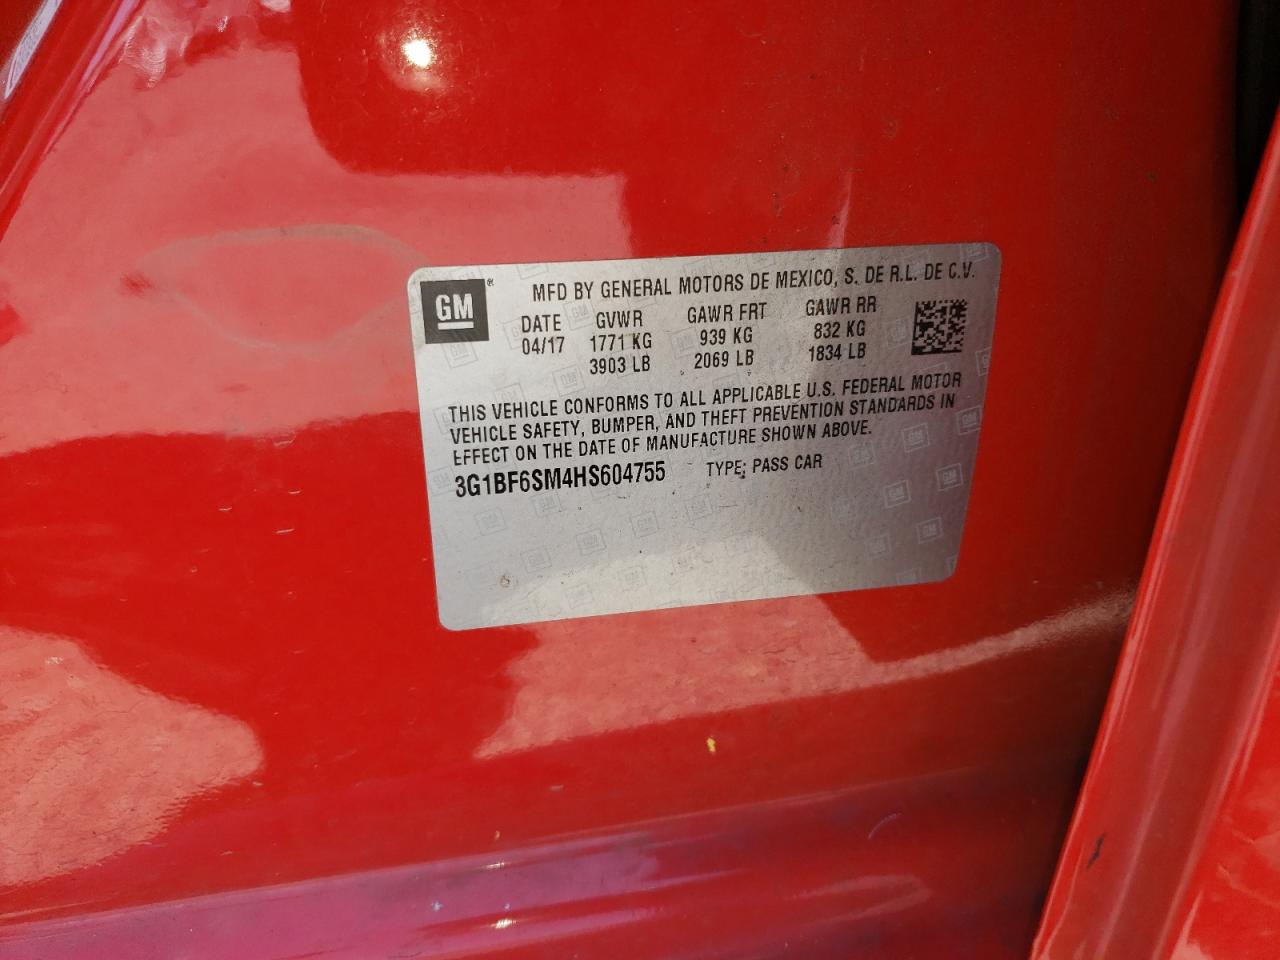 GM ®
MFD BY GENERAL MOTORS DE MEXICO, S. DE R.L. DE C.V.
DATE GVWR GAWR FRT GAWR RR
04/17 1771 KG 939 KG 832 KG
3903 LB 2069 LB 1834 LB
THIS VEHICLE CONFORMS TO ALL APPLICABLE U.S. FEDERAL MOTOR
VEHICLE SAFETY, BUMPER, AND THEFT PREVENTION STANDARDS IN
EFFECT ON THE DATE OF MANUFACTURE SHOWN ABOVE.
3G1BF6SM4HS604755 TYPE: PASS CAR